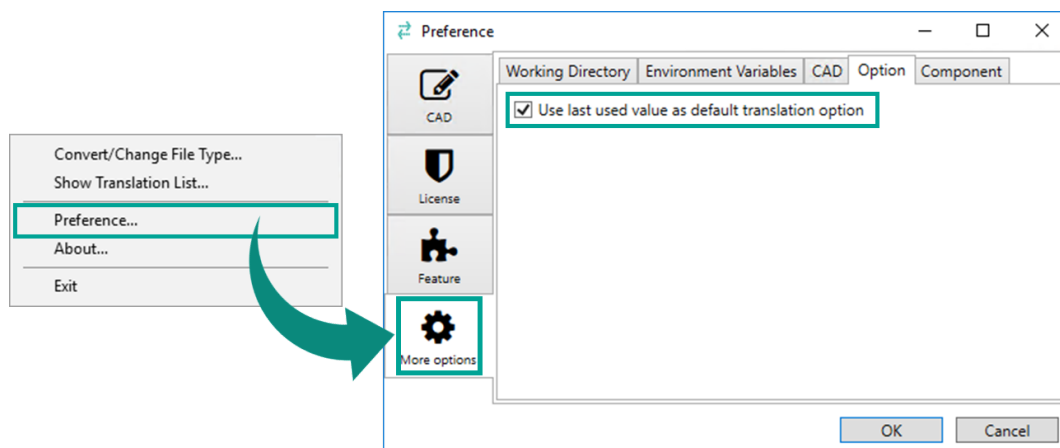 Convert/Change File Type...
Show Translation List...
Preference...
About...
Exit
Preference
CAD
License
Feature
More options
Working Directory Environment Variables CAD Option Component
Use last used value as default translation option
OK Cancel